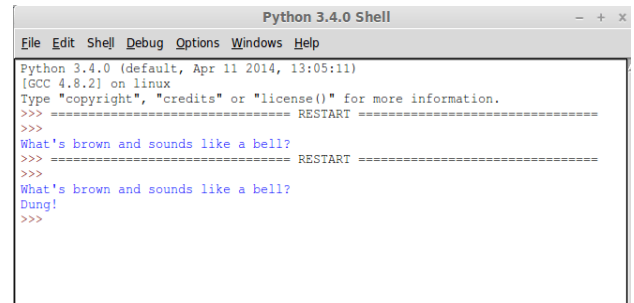 Python 3.4.0 Shell
File Edit Shell Debug Options Windows Help
Python 3.4.0 (default, Apr 11 2014, 13:05:11)
[GCC 4.8.2] on linux
Type "copyright", "credits" or "license()" for more information.
>>> ================================ RESTART ================================
>>>
What's brown and sounds like a bell?
>>> ================================ RESTART ================================
>>>
What's brown and sounds like a bell?
Dung!
>>>